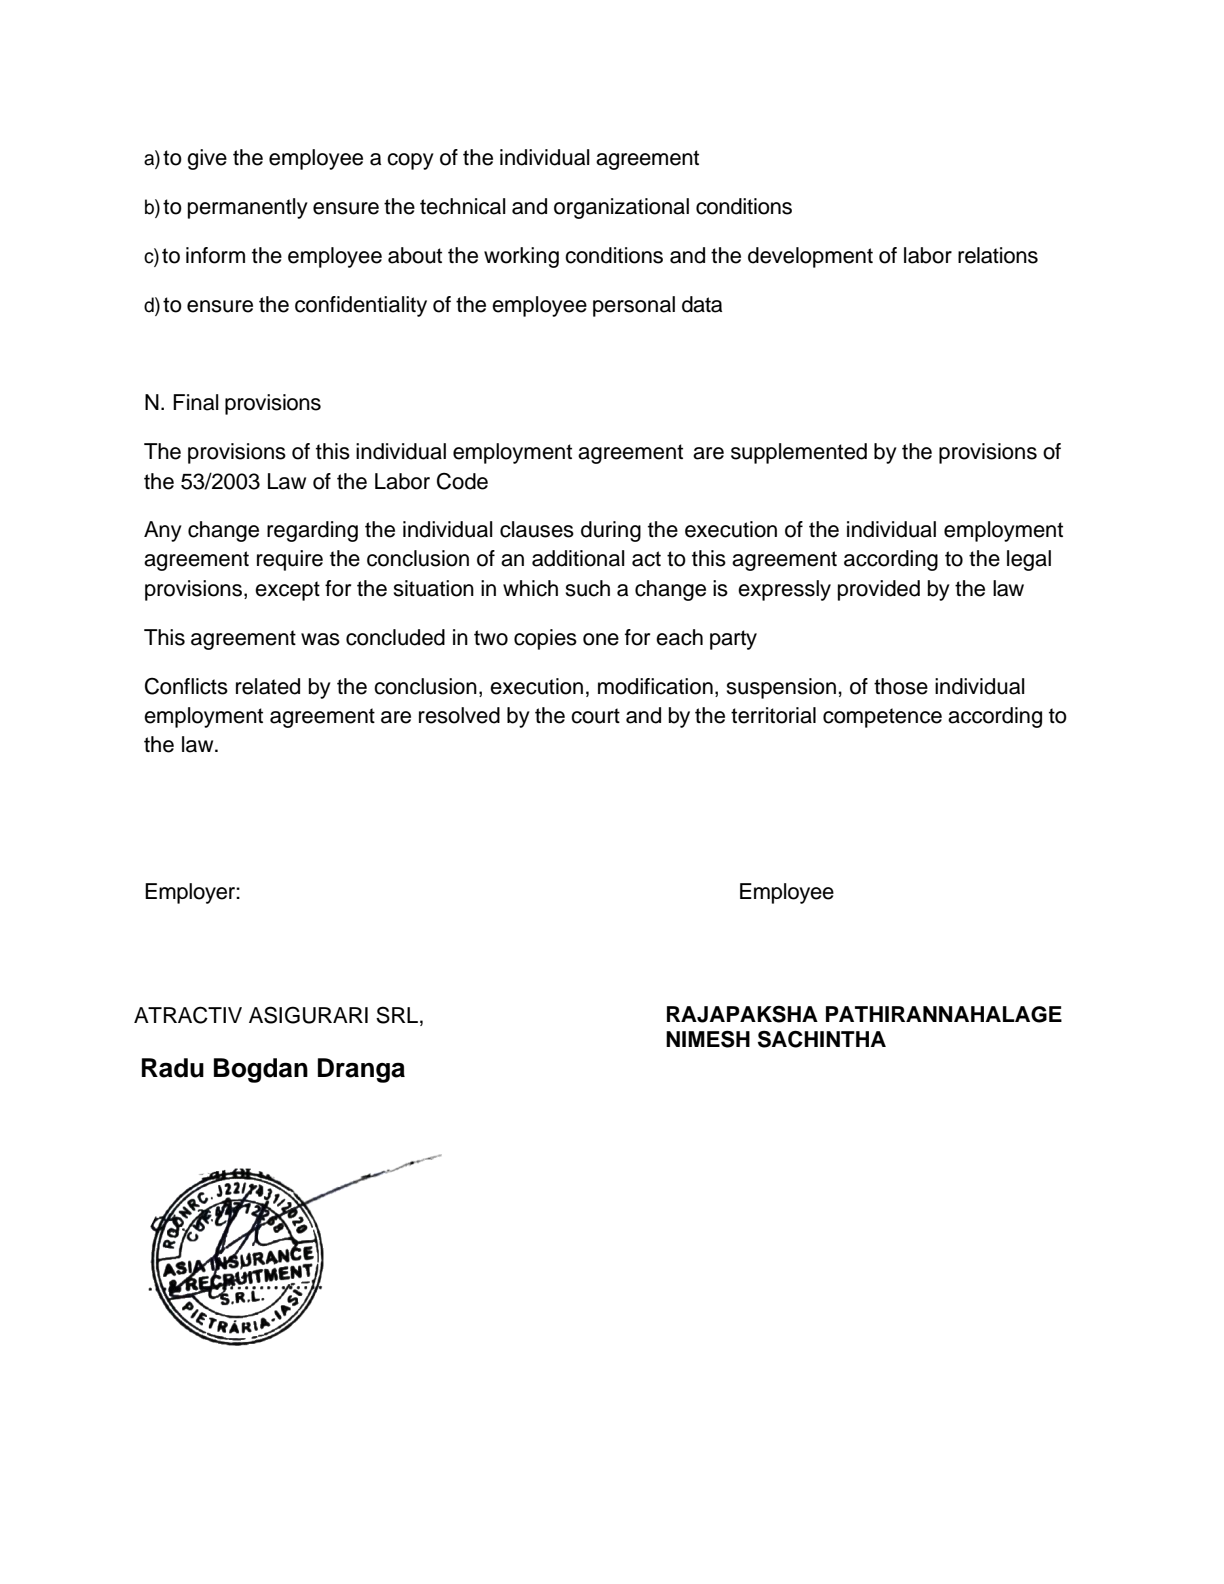 a) to give the employee a copy of the individual agreement
b) to permanently ensure the technical and organizational conditions
c) to inform the employee about the working conditions and the development of labor relations
d) to ensure the confidentiality of the employee personal data
N. Final provisions
The provisions of this individual employment agreement are supplemented by the provisions of
the 53/2003 Law of the Labor Code
Any change regarding the individual clauses during the execution of the individual employment
agreement require the conclusion of an additional act to this agreement according to the legal
provisions, except for the situation in which such a change is expressly provided by the law
This agreement was concluded in two copies one for each party
Conflicts related by the conclusion, execution, modification, suspension, of those individual
employment agreement are resolved by the court and by the territorial competence according to
the law.
Employer: Employee
ATRACTIV ASIGURARI SRL, RAJAPAKSHA PATHIRANNAHALAGE
NIMESH SACHINTHA
Radu Bogdan Dranga
ASIA INSURANCE
& RECRUITMENT
S.R.L.
PIETRĂRIA-IASI